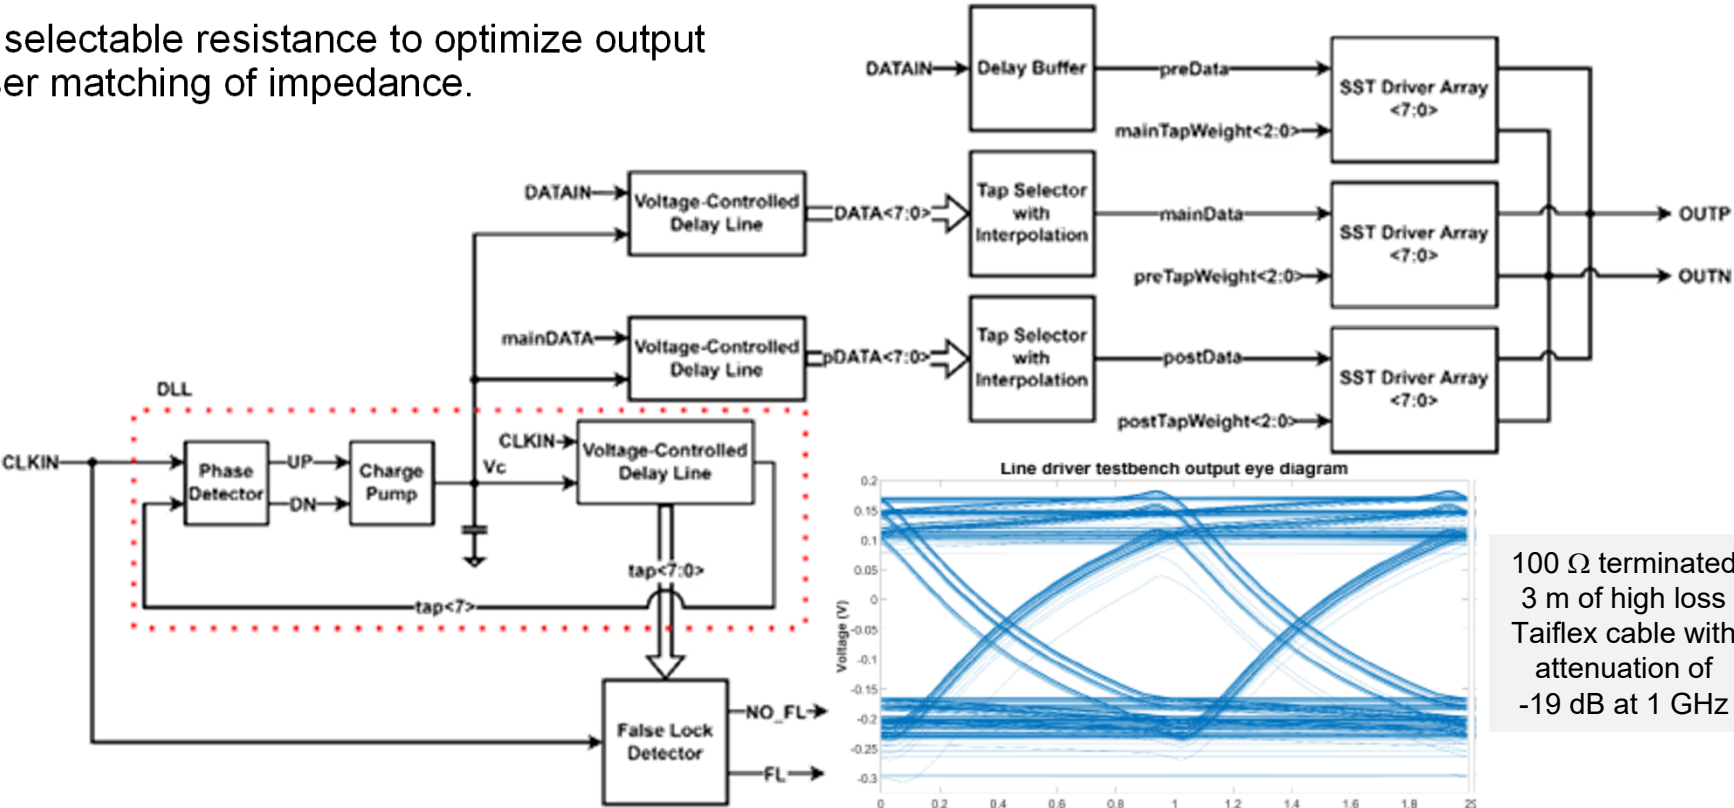 selectable resistance to optimize output
er matching of impedance.
DATAIN
Delay Buffer
preData
SST Driver Array
<7:0>
mainTapWeight<2:0>
DATAIN
Voltage-Controlled
Delay Line
DATA<7:0>
Tap Selector
with
Interpolation
mainData
SST Driver Array
<7:0>
OUTP
preTapWeight<2:0>
OUTN
mainDATA
Voltage-Controlled
Delay Line
pDATA<7:0>
Tap Selector
with
Interpolation
postData
SST Driver Array
<7:0>
postTapWeight<2:0>
DLL
CLKIN
Phase
Detector
UP
DN
Charge
Pump
Vc
CLKIN
Voltage-Controlled
Delay Line
tap<7:0>
tap<7>
False Lock
Detector
NO_FL
FL
Line driver testbench output eye diagram
Voltage (V)
0.2
0.15
0.1
0.05
0
-0.05
-0.1
-0.15
-0.2
-0.25
-0.3
0 0.2 0.4 0.6 0.8 1 1.2 1.4 1.6 1.8
100 Ω terminated
3 m of high loss
Taiflex cable with
attenuation of
-19 dB at 1 GHz